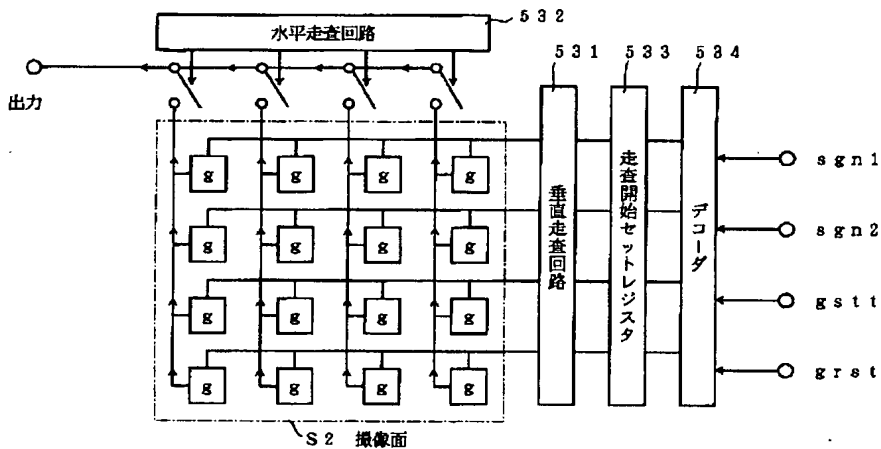 ５３２
水平走査回路
５３１
５３３
５３４
出力
ｓｇｎ１
ｓｇｎ２
ｇｓｔｔ
ｇｒｓｔ
垂直走査回路
走査開始セットレジスタ
デコーダ
g g g g
g g g g
g g g g
g g g g
Ｓ２ 撮像面